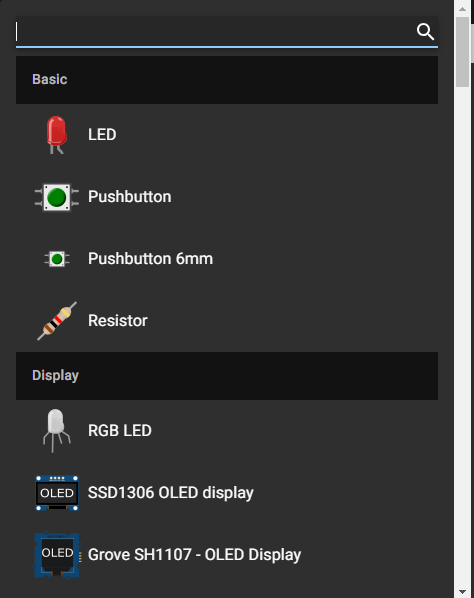 Basic
LED
Pushbutton
Pushbutton 6mm
Resistor
Display
RGB LED
OLED SSD1306 OLED display
OLED Grove SH1107 - OLED Display